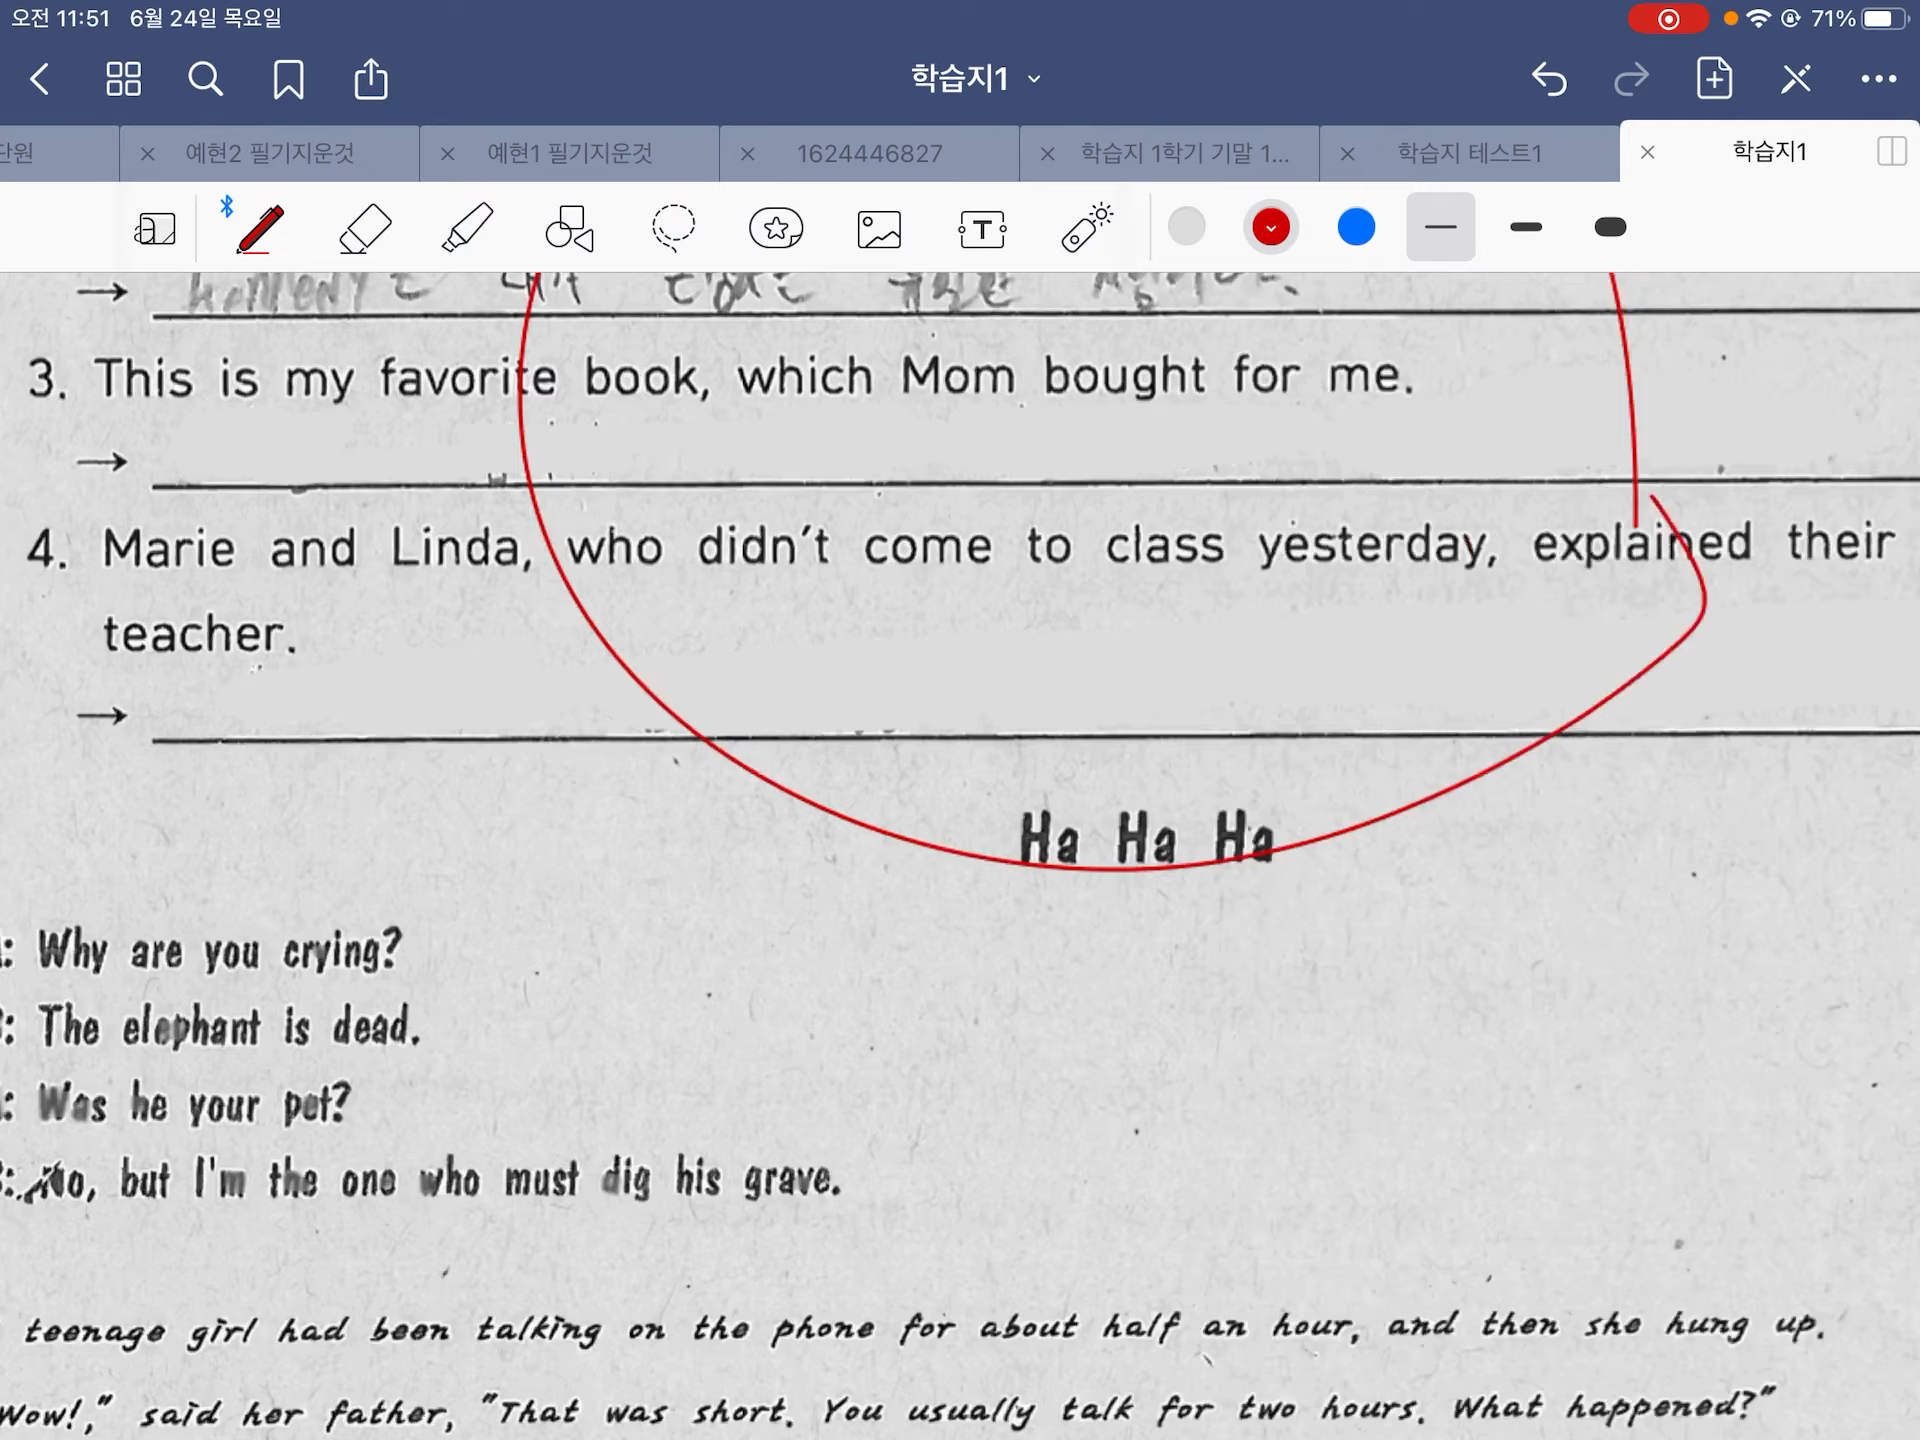 오전 11:51 6월 24일 목요일
71%
학습지1
단원
예현2 필기지운것
예현1 필기지운것
1624446827
학습지 1학기 기말 1...
학습지 테스트1
학습지1
→
3. This is my favorite book, which Mom bought for me.
→
4. Marie and Linda, who didn't come to class yesterday, explained their
teacher.
→
Ha Ha Ha
: Why are you crying?
: The elephant is dead.
: Was he your pet?
: No, but I'm the one who must dig his grave.
teenage girl had been talking on the phone for about half an hour, and then she hung up.
Wow!," said her father, "That was short. You usually talk for two hours. What happened?"